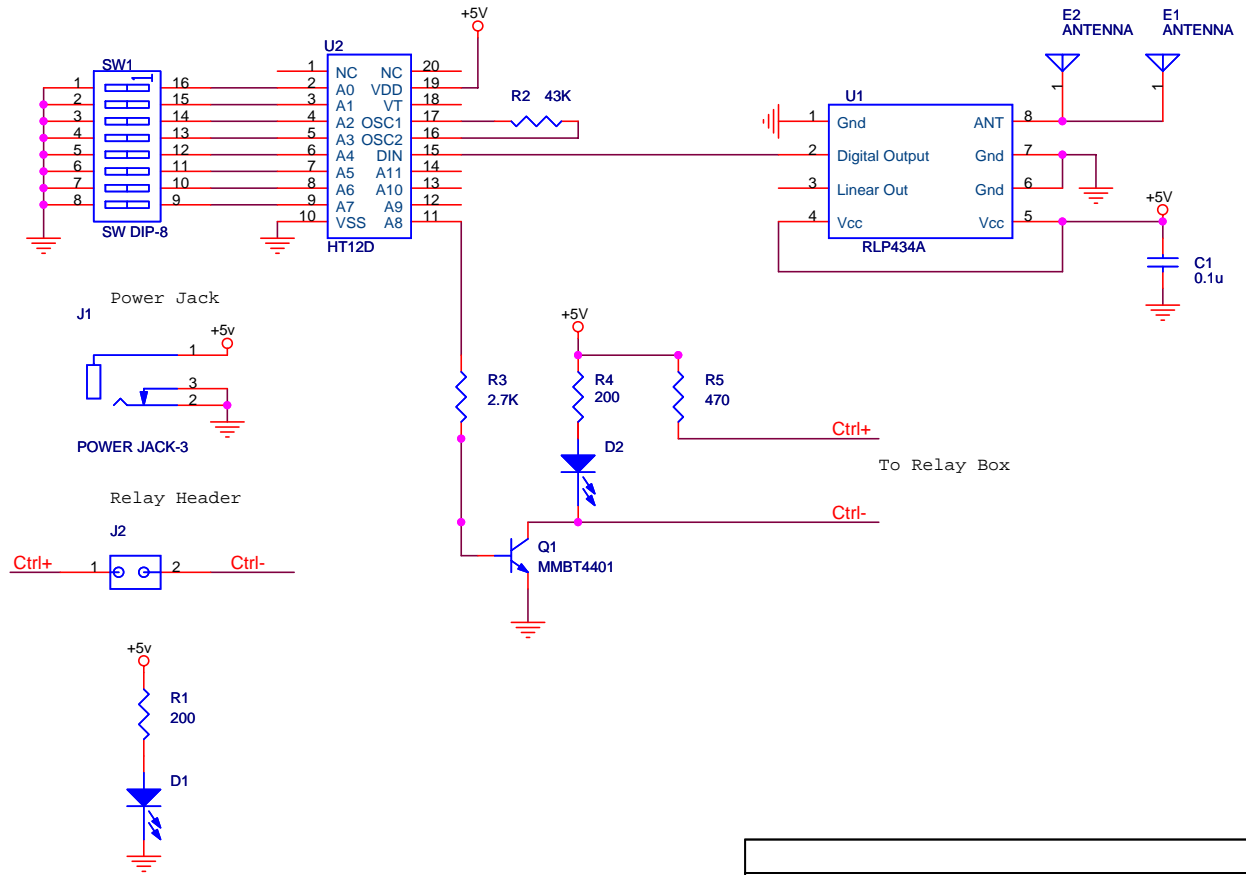 +5V
E2
ANTENNA
E1
ANTENNA
SW1
1
1 16
2 15
3 14
4 13
5 12
6 11
7 10
8 9
SW DIP-8
U2
1 NC NC 20
2 A0 VDD 19
3 A1 VT 18
4 A2 OSC1 17
5 A3 OSC2 16
6 A4 DIN 15
7 A5 A11 14
8 A6 A10 13
9 A7 A9 12
10 VSS A8 11
HT12D
R2 43K
U1
1 Gnd ANT 8
2 Digital Output Gnd 7
3 Linear Out Gnd 6
4 Vcc Vcc 5
RLP434A
1
1
+5V
C1
0.1u
Power Jack
J1
+5v
1
3
2
POWER JACK-3
+5V
R3
2.7K
R4
200
R5
470
D2
Ctrl+
To Relay Box
Ctrl-
Q1
MMBT4401
Relay Header
J2
Ctrl+ 1 2 Ctrl-
+5v
R1
200
D1